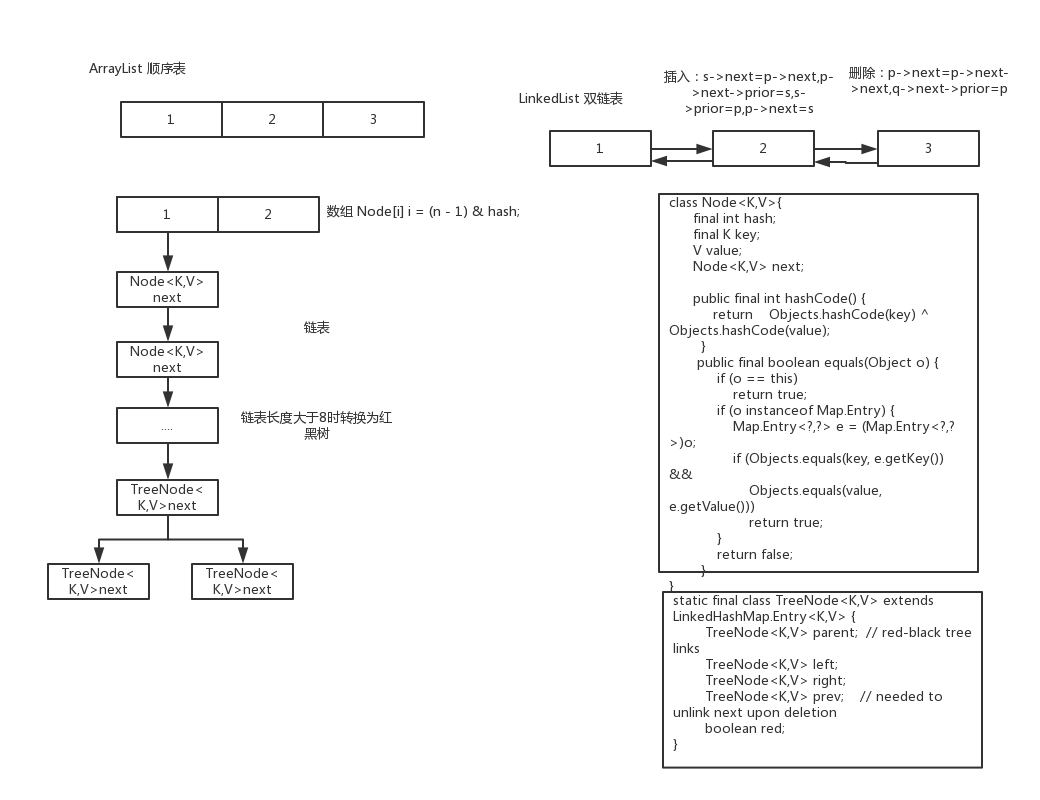 ArrayList 顺序表
1
2
3
LinkedList 双链表
插入：s->next=p->next,p-
>next->prior=s,s-
>prior=p,p->next=s
删除：p->next=p->next-
>next,q->next->prior=p
1
2
3
1
2
数组 Node[i] i = (n - 1) & hash;
Node<K,V>
next
链表
Node<K,V>
next
....
链表长度大于8时转换为红
黑树
TreeNode<
K,V>next
TreeNode<
K,V>next
TreeNode<
K,V>next
class Node<K,V>{
final int hash;
final K key;
V value;
Node<K,V> next;
public final int hashCode() {
return    Objects.hashCode(key) ^
Objects.hashCode(value);
}
public final boolean equals(Object o) {
if (o == this)
return true;
if (o instanceof Map.Entry) {
Map.Entry<?,?> e = (Map.Entry<?,?
>)o;
if (Objects.equals(key, e.getKey())
&&
Objects.equals(value,
e.getValue()))
return true;
}
return false;
}
}
static final class TreeNode<K,V> extends
LinkedHashMap.Entry<K,V> {
TreeNode<K,V> parent;  // red-black tree
links
TreeNode<K,V> left;
TreeNode<K,V> right;
TreeNode<K,V> prev;    // needed to
unlink next upon deletion
boolean red;
}